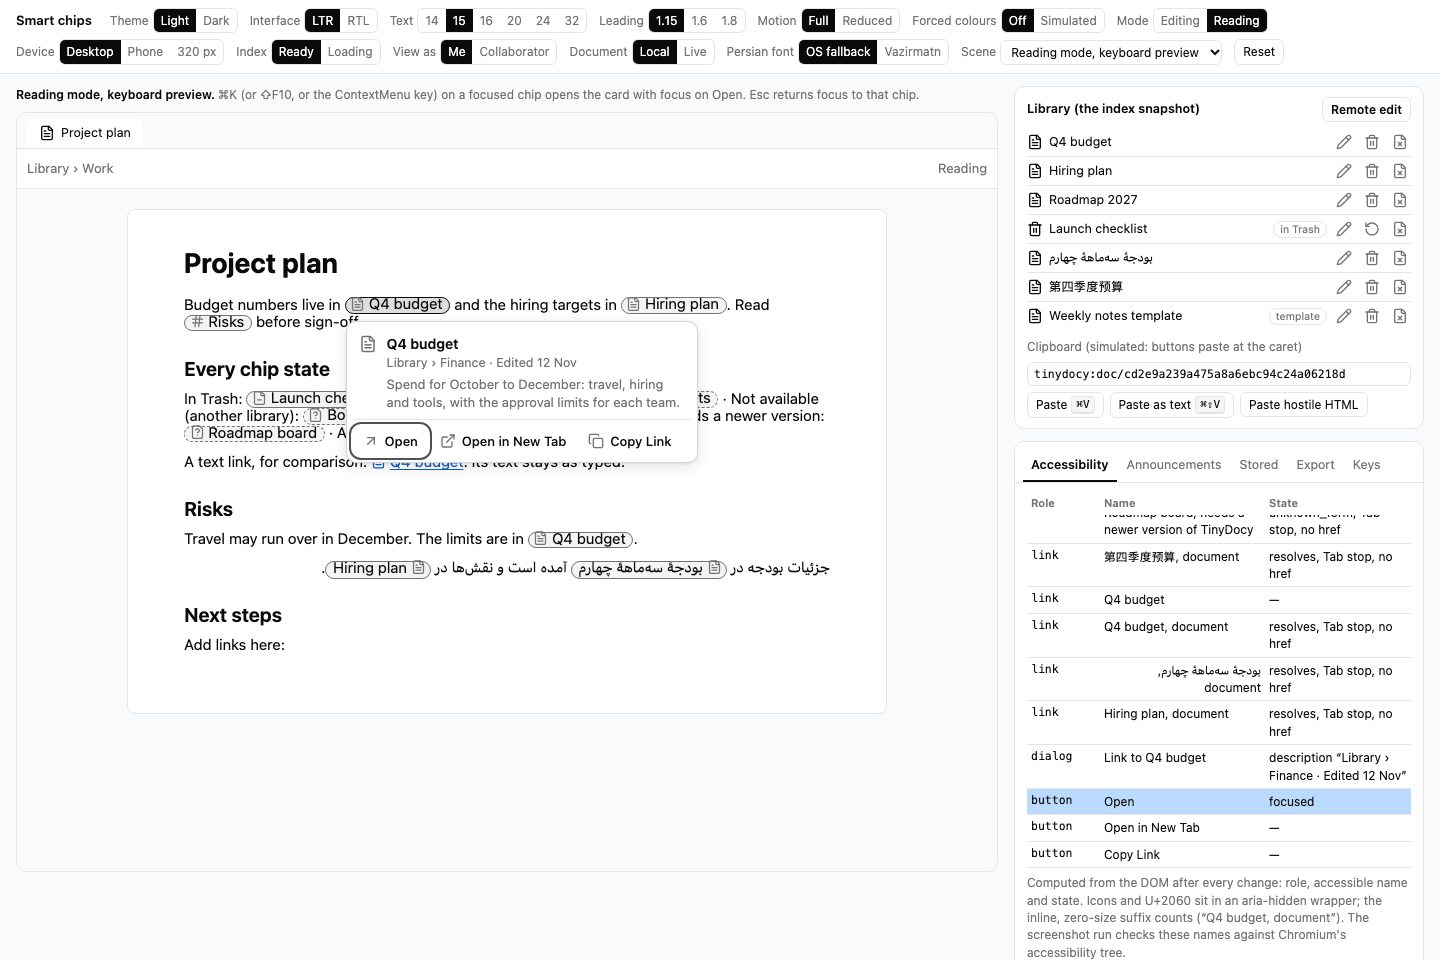 Smart chips Theme Light Dark Interface LTR RTL Text 14 15 16 20 24 32 Leading 1.15 1.6 1.8 Motion Full Reduced Forced colours Off Simulated Mode Editing Reading
Device Desktop Phone 320 px Index Ready Loading View as Me Collaborator Document Local Live Persian font OS fallback Vazirmatn Scene Reading mode, keyboard preview Reset
Reading mode, keyboard preview. ⌘K (or ⇧F10, or the ContextMenu key) on a focused chip opens the card with focus on Open. Esc returns focus to that chip.
Project plan
Library › Work
Reading
Project plan
Budget numbers live in Q4 budget and the hiring targets in Hiring plan. Read
# Risks before sign-off
Every chip state
In Trash: Launch che ts · Not available
(another library): Bo ds a newer version:
Roadmap board · A
A text link, for comparison: Q4 budget. Its text stays as typed.
Q4 budget
Library › Finance · Edited 12 Nov
Spend for October to December: travel, hiring
and tools, with the approval limits for each team.
Open Open in New Tab Copy Link
Risks
Travel may run over in December. The limits are in Q4 budget.
جزئیات بودجه در بودجهٔ سه‌ماههٔ چهارم آمده است و نقش‌ها در Hiring plan.
Next steps
Add links here:
Library (the index snapshot) Remote edit
Q4 budget
Hiring plan
Roadmap 2027
Launch checklist in Trash
بودجهٔ سه‌ماههٔ چهارم
第四季度预算
Weekly notes template template
Clipboard (simulated: buttons paste at the caret)
tinydocy:doc/cd2e9a239a475a8a6ebc94c24a06218d
Paste ⌘V Paste as text ⌘⇧V Paste hostile HTML
Accessibility Announcements Stored Export Keys
Role Name State
Roadmap board, needs a unknown_form, Tab
newer version of TinyDocy stop, no href
link 第四季度预算, document resolves, Tab stop, no
href
link Q4 budget —
link Q4 budget, document resolves, Tab stop, no
href
link بودجهٔ سه‌ماههٔ چهارم, resolves, Tab stop, no
document href
link Hiring plan, document resolves, Tab stop, no
href
dialog Link to Q4 budget description “Library ›
Finance · Edited 12 Nov”
button Open focused
button Open in New Tab —
button Copy Link —
Computed from the DOM after every change: role, accessible name
and state. Icons and U+2060 sit in an aria-hidden wrapper; the
inline, zero-size suffix counts (“Q4 budget, document”). The
screenshot run checks these names against Chromium's
accessibility tree.